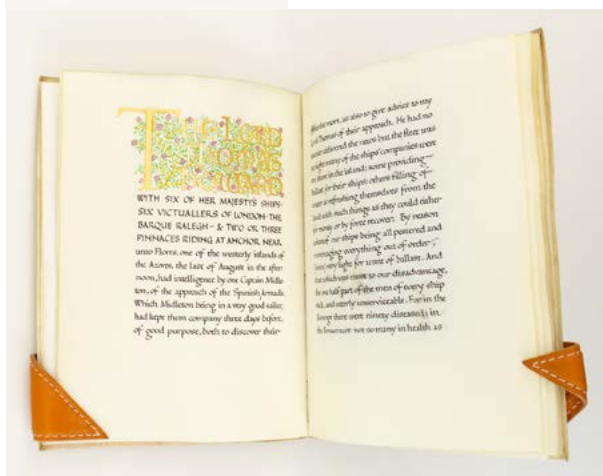 THE LORD
THOMAS
HOWARD
WITH SIX OF HER MAJESTY'S SHIPS·
SIX VICTUALLERS OF LONDON·THE
BARQUE RALEGH - & TWO OR THREE
PINNACES RIDING AT ANCHOR NEAR
unto Flores, one of the westerly islands of
the Azores, the last of August in the after-
noon, had intelligence by one Captain Midle-
ton, of the approach of the Spanish Armada.
Which Midleton being in a very good sailer,
had kept them company three days before,
of good purpose, both to discover their
the more, as also to give advice to my
Lord Thomas of their approach. He had no
sooner delivered the news but the fleet was
in sight: many of the ships' companies were
on shore in the island; some providing
ballast for their ships; others filling of
water & refreshing themselves from the
land with such things as they could either
for money or by force recover. By reason
whereof our ships being all pestered and
rummaging everything out of order,
very light for want of ballast. And
that which was most to our disadvantage,
the one half part of the men of every ship
sick, and utterly unserviceable. For in the
Revenge there were ninety diseased; in
the Bonaventure not so many in health as